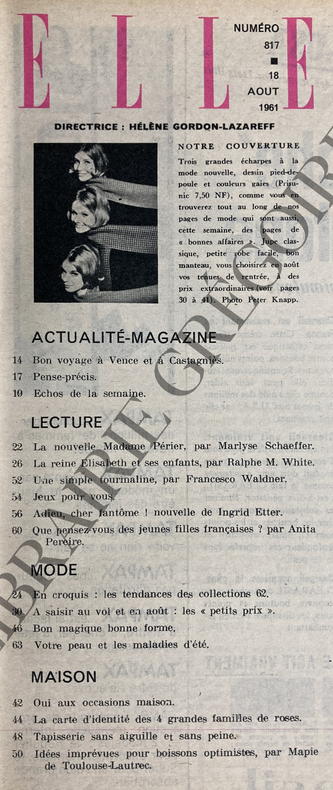 ELLE
NUMÉRO
817
18
AOUT
1961
DIRECTRICE : HÉLÈNE GORDON-LAZAREFF
NOTRE COUVERTURE
Trois grandes écharpes à la
mode nouvelle, dessin pied-de-
poule et couleurs gaies (Prisu-
nic 7,50 NF), comme vous en
trouverez tout au long de nos
pages de mode qui sont aussi,
cette semaine, des pages de
« bonnes affaires ». Jupe clas-
sique, petite robe facile, bon
manteau, vous choisirez en août
vos tenues de rentrée, à des
prix extraordinaires (voir pages
30 à 41). Photo Peter Knapp.
ACTUALITÉ-MAGAZINE
14 Bon voyage à Vence et à Castagniès.
17 Pense-précis.
19 Echos de la semaine.
LECTURE
22 La nouvelle Madame Périer, par Marlyse Schaeffer.
26 La reine Elisabeth et ses enfants, par Ralphe M. White.
52 Une simple tourmaline, par Francesco Waldner.
54 Jeux pour vous.
56 Adieu, cher fantôme ! nouvelle de Ingrid Etter.
60 Que pensez-vous des jeunes filles françaises ? par Anita
Pereire.
MODE
24 En croquis : les tendances des collections 62.
30 A saisir au vol et en août : les « petits prix ».
46 Bon magique bonne forme.
63 Votre peau et les maladies d'été.
MAISON
42 Oui aux occasions maison.
44 La carte d'identité des 4 grandes familles de roses.
48 Tapisserie sans aiguille et sans peine.
50 Idées imprévues pour boissons optimistes, par Mapie
de Toulouse-Lautrec.
LIBRAIRIE GREGOIRE